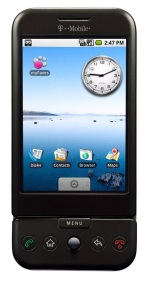 T··Mobile·
2:47 PM
myFaves
Dialer Contacts Browser Maps
MENU